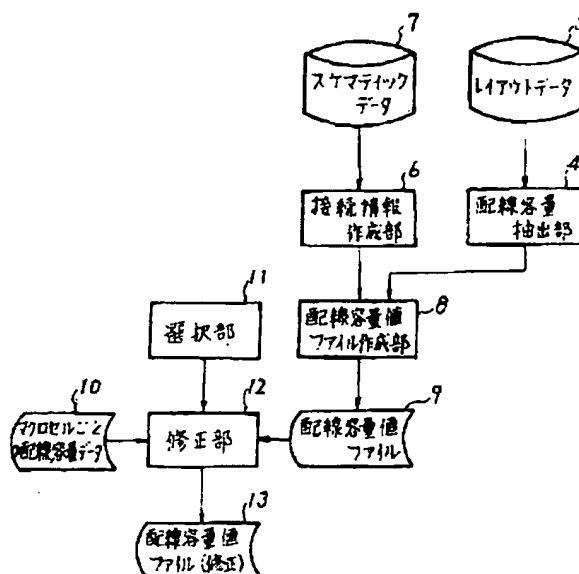 7
スケマティック
データ
レイアウトデータ
6
接続情報
作成部
4
配線容量
抽出部
11
選択部
配線容量値
ファイル作成部
8
10
マクロセルごと
配線容量データ
12
修正部
9
配線容量値
ファイル
13
配線容量値
ファイル(修正)